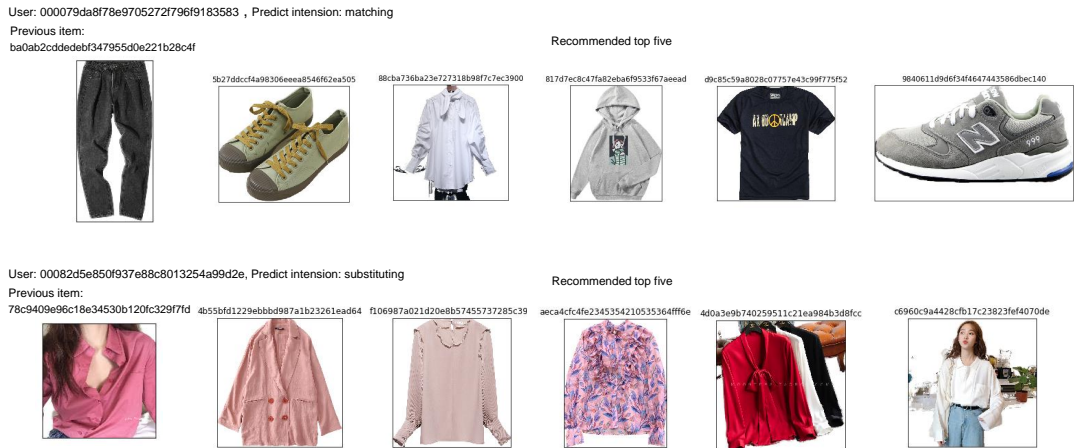 User: 000079da8f78e9705272f796f9183583 , Predict intension: matching
Previous item:
ba0ab2cddedebf347955d0e221b28c4f
Recommended top five
5b27ddccf4a98306eeea8546f62ea505
88cba736ba23e727318b98f7c7ec3900
817d7ec8c47fa82eba6f9533f67aeead
d9c85c59a8028c07757e43c99f775f52
9840611d9d6f34f4647443586dbec140
N
999
User: 00082d5e850f937e88c8013254a99d2e, Predict intension: substituting
Previous item:
78c9409e96c18e34530b120fc329f7fd
Recommended top five
4b55bfd1229ebbbd987a1b23261ead64
f106987a021d20e8b57455737285c39
aeca4cfc4fe2345354210535364fff6e
4d0a3e9b740259511c21ea984b3d8fcc
c6960c9a4428cfb17c23823fef4070de